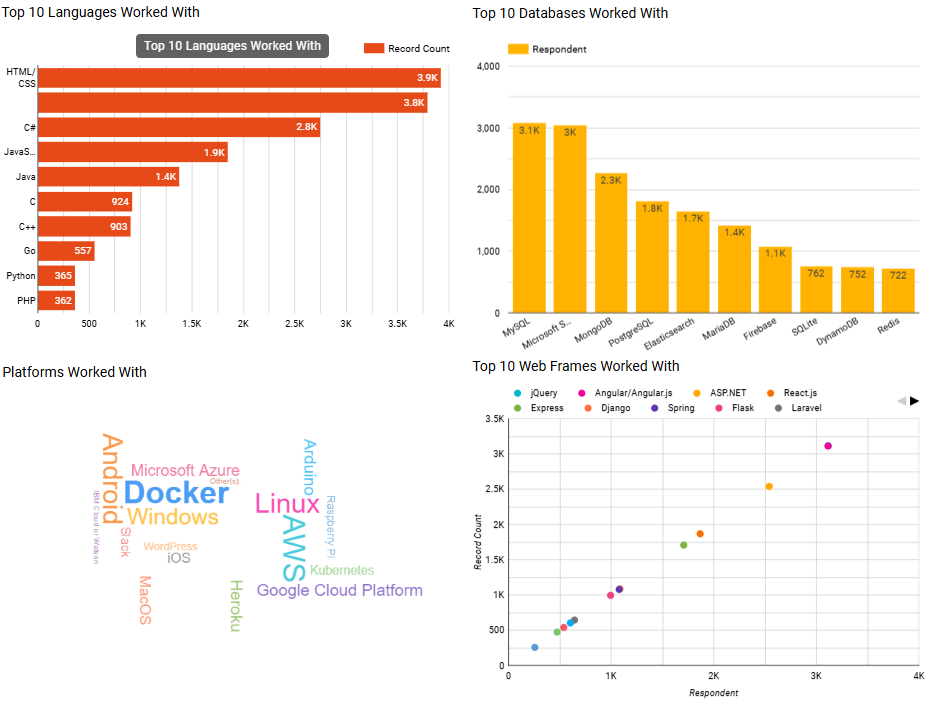 Top 10 Languages Worked With
Top 10 Languages Worked With
Record Count
HTML/
CSS
3.9K
3.8K
C#
2.8K
JavaS...
1.9K
Java
1.4K
C
924
C++
903
Go
557
Python
365
PHP
362
0 500 1K 1.5K 2K 2.5K 3K 3.5K 4K
Top 10 Databases Worked With
Respondent
4,000
3,000
2,000
1,000
0
3.1K 3K 2.3K 1.8K 1.7K 1.4K 1.1K 762 752 722
MySQL Microsoft S... MongoDB PostgreSQL Elasticsearch MariaDB Firebase SQLite DynamoDB Redis
Platforms Worked With
Android
Microsoft Azure
Other(s):
Docker
Windows
IBM Cloud or Watson
Slack
WordPress
iOS
MacOS
Heroku
Arduino
Linux
Raspberry Pi
AWS
Kubernetes
Google Cloud Platform
Top 10 Web Frames Worked With
jQuery Angular/Angular.js ASP.NET React.js
Express Django Spring Flask Laravel
3.5K
3K
2.5K
2K
1.5K
1K
500
0
Record Count
0 1K 2K 3K 4K
Respondent